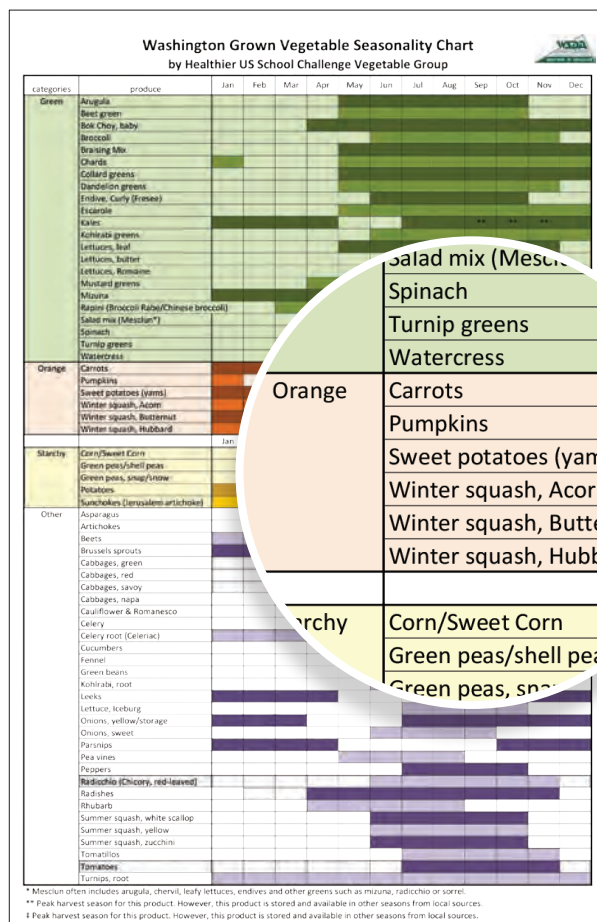 Washington Grown Vegetable Seasonality Chart
by Healthier US School Challenge Vegetable Group
WSDA
categories produce Jan Feb Mar Apr May Jun Jul Aug Sep Oct Nov Dec
Green Arugula
Beet green
Bok Choy, baby
Broccoli
Braising Mix
Chards
Collard greens
Dandelion greens
Endive, Curly (Fresee)
Escarole
** ** **
Kohlrabi greens
Lettuces, leaf
Lettuces, butter
Lettuces, Romaine
Mustard greens
Mizuna
Rapini (Broccoli Rabe/Chinese broccoli)
Salad mix (Mesclun*)
Spinach
Turnip greens
Watercress
Orange Carrots
Pumpkins
Sweet potatoes (yams)
Winter squash, Acorn
Winter squash, Butternut
Winter squash, Hubbard
Jan
Starchy Corn/Sweet Corn
Green peas/shell peas
Green peas, snap/snow
Potatoes
Sunchokes (Jerusalem artichoke)
Other Asparagus
Artichokes
Beets
Brussels sprouts
Cabbages, green
Cabbages, red
Cabbages, savoy
Cabbages, napa
Cauliflower & Romanesco
Celery
Celery root (Celeriac)
Cucumbers
Fennel
Green beans
Kohlrabi, root
Leeks
Lettuce, Iceburg
Onions, yellow/storage
Onions, sweet
Parsnips
Pea vines
Peppers
Radicchio (Chicory, red-leaved)
Radishes
Rhubarb
Summer squash, white scallop
Summer squash, yellow
Summer squash, zucchini
Tomatillos
Tomatoes
Turnips, root
Salad mix (Mesclu
Spinach
Turnip greens
Watercress
Orange Carrots
Pumpkins
Sweet potatoes (yam
Winter squash, Acor
Winter squash, Butte
Winter squash, Hubb
archy Corn/Sweet Corn
Green peas/shell pea
Green peas, snap
* Mesclun often includes arugula, chervil, leafy lettuces, endives and other greens such as mizuna, radicchio or sorrel.
** Peak harvest season for this product. However, this product is stored and available in other seasons from local sources.
‡ Peak harvest season for this product. However, this product is stored and available in other seasons from local sources.